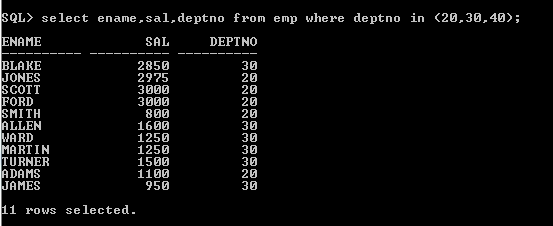 SQL> select ename,sal,deptno from emp where deptno in (20,30,40);
ENAME SAL DEPTNO
---------- ---------- ----------
BLAKE 2850 30
JONES 2975 20
SCOTT 3000 20
FORD 3000 20
SMITH 800 20
ALLEN 1600 30
WARD 1250 30
MARTIN 1250 30
TURNER 1500 30
ADAMS 1100 20
JAMES 950 30
11 rows selected.